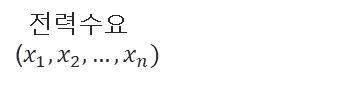 전력수요
(x₁, x₂, ..., xₙ)